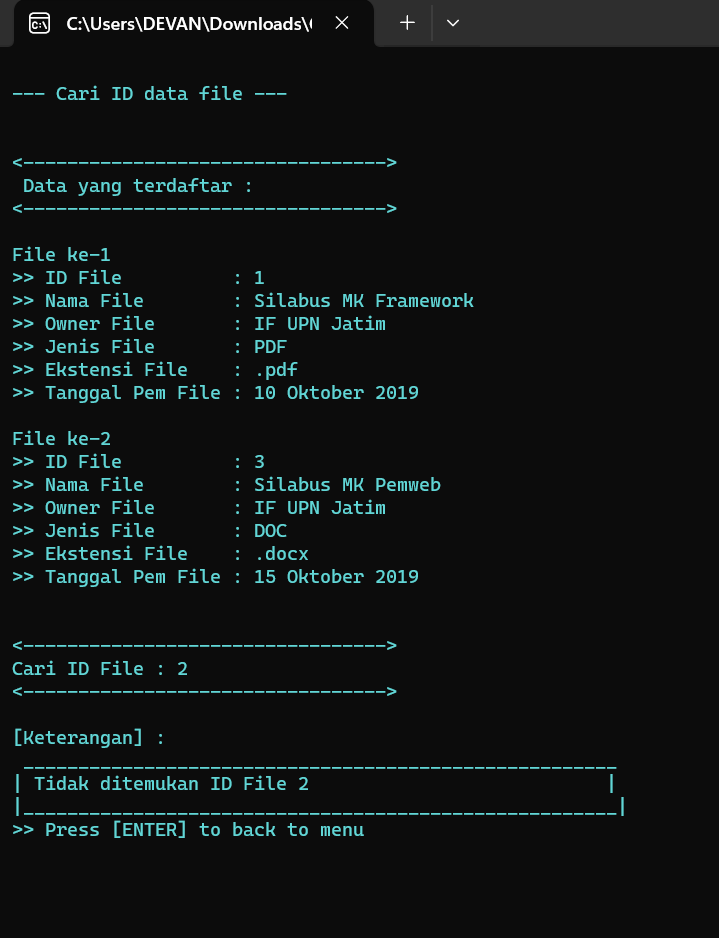 C:\Users\DEVAN\Downloads\
--- Cari ID data file ---
<--------------------------------->
Data yang terdaftar :
<--------------------------------->
File ke-1
>> ID File          : 1
>> Nama File        : Silabus MK Framework
>> Owner File       : IF UPN Jatim
>> Jenis File       : PDF
>> Ekstensi File    : .pdf
>> Tanggal Pem File : 10 Oktober 2019
File ke-2
>> ID File          : 3
>> Nama File        : Silabus MK Pemweb
>> Owner File       : IF UPN Jatim
>> Jenis File       : DOC
>> Ekstensi File    : .docx
>> Tanggal Pem File : 15 Oktober 2019
<--------------------------------->
Cari ID File : 2
<--------------------------------->
[Keterangan] :
 ______________________________________________________
| Tidak ditemukan ID File 2                           |
|______________________________________________________|
>> Press [ENTER] to back to menu